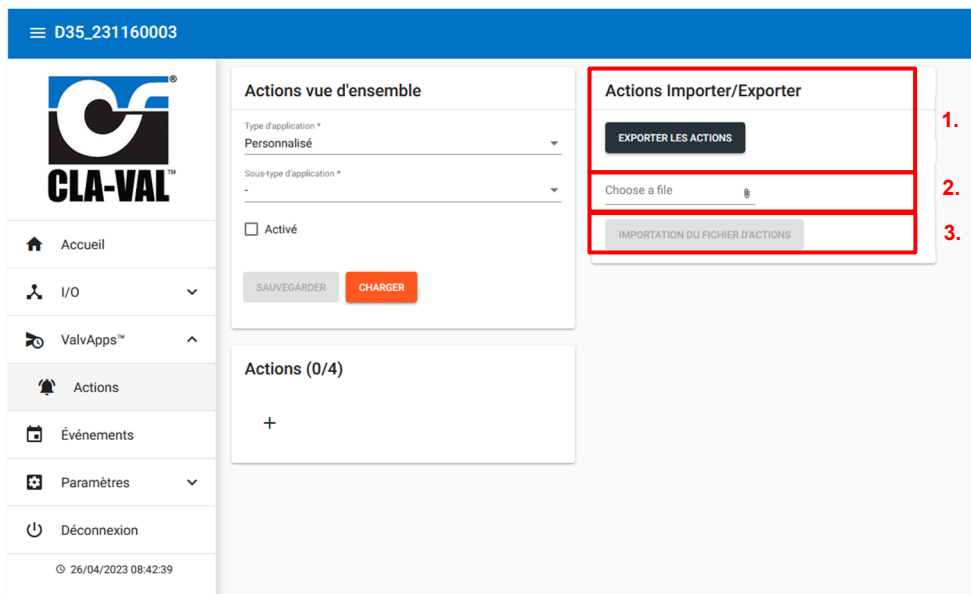 D35_231160003
CLA-VAL™
®
Accueil
I/O
ValvApps™
Actions
Événements
Paramètres
Déconnexion
26/04/2023 08:42:39
Actions vue d'ensemble
Type d'application *
Personnalisé
Sous-type d'application *
-
Activé
SAUVEGARDER CHARGER
Actions (0/4)
+
Actions Importer/Exporter
EXPORTER LES ACTIONS
1.
Choose a file
2.
IMPORTATION DU FICHIER D'ACTIONS
3.